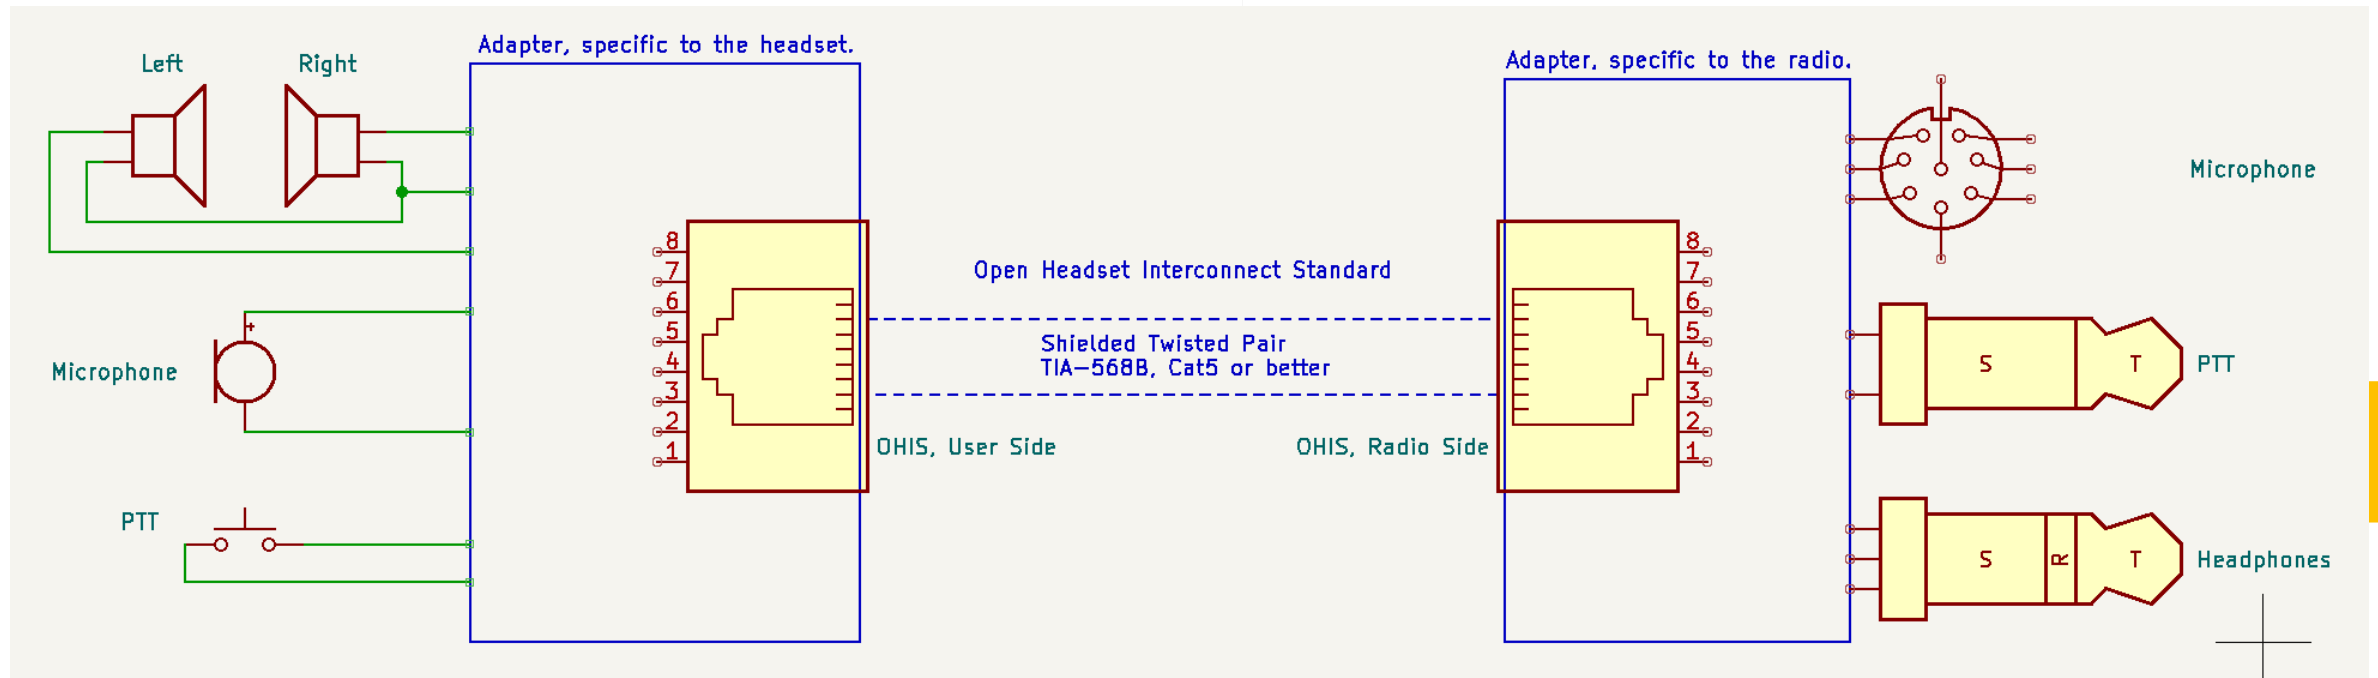 Adapter, specific to the headset.
Adapter, specific to the radio.
Left
Right
Microphone
PTT
8
7
6
5
4
3
2
1
OHIS, User Side
Open Headset Interconnect Standard
Shielded Twisted Pair
TIA-568B, Cat5 or better
OHIS, Radio Side
8
7
6
5
4
3
2
1
Microphone
S T PTT
S R T Headphones
+